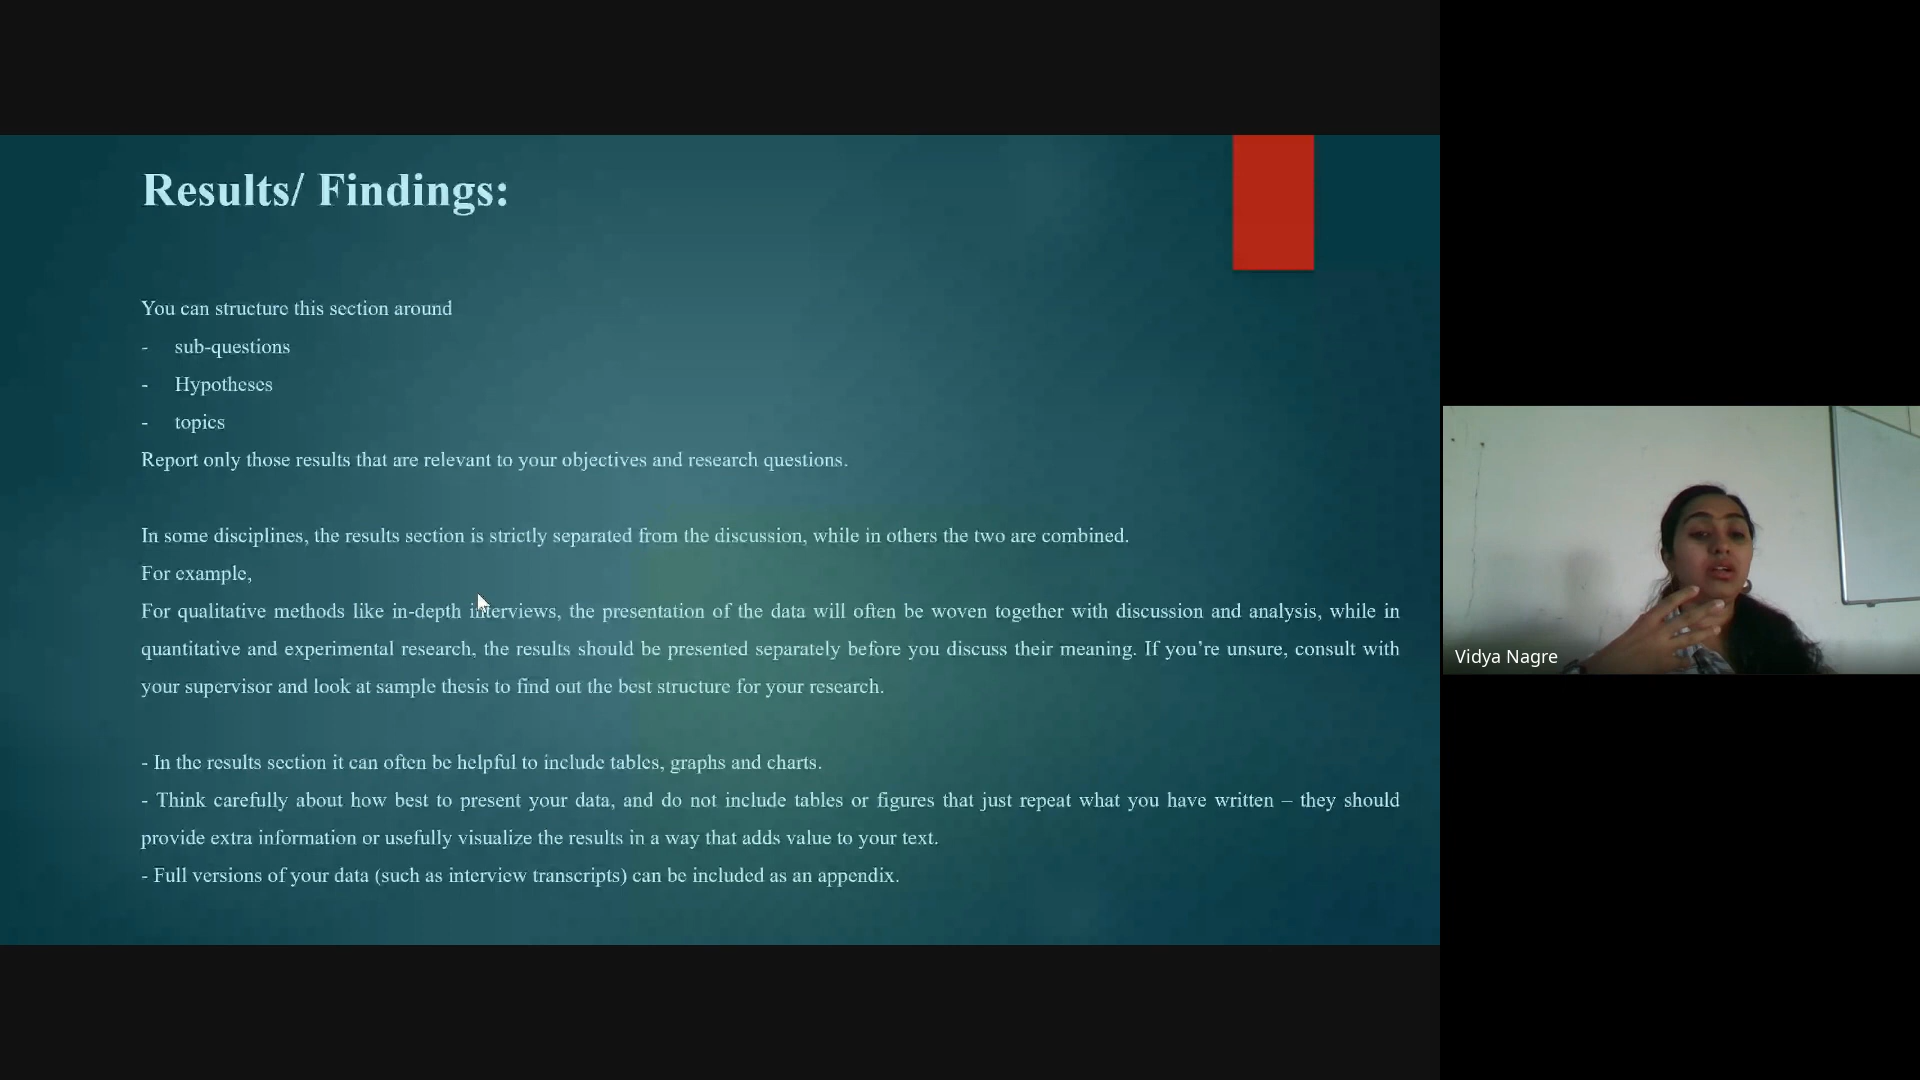 Results/ Findings:
You can structure this section around
- sub-questions
- Hypotheses
- topics
Report only those results that are relevant to your objectives and research questions.
In some disciplines, the results section is strictly separated from the discussion, while in others the two are combined.
For example,
For qualitative methods like in-depth interviews, the presentation of the data will often be woven together with discussion and analysis, while in
quantitative and experimental research, the results should be presented separately before you discuss their meaning. If you’re unsure, consult with
your supervisor and look at sample thesis to find out the best structure for your research.
- In the results section it can often be helpful to include tables, graphs and charts.
- Think carefully about how best to present your data, and do not include tables or figures that just repeat what you have written – they should
provide extra information or usefully visualize the results in a way that adds value to your text.
- Full versions of your data (such as interview transcripts) can be included as an appendix.
Vidya Nagre